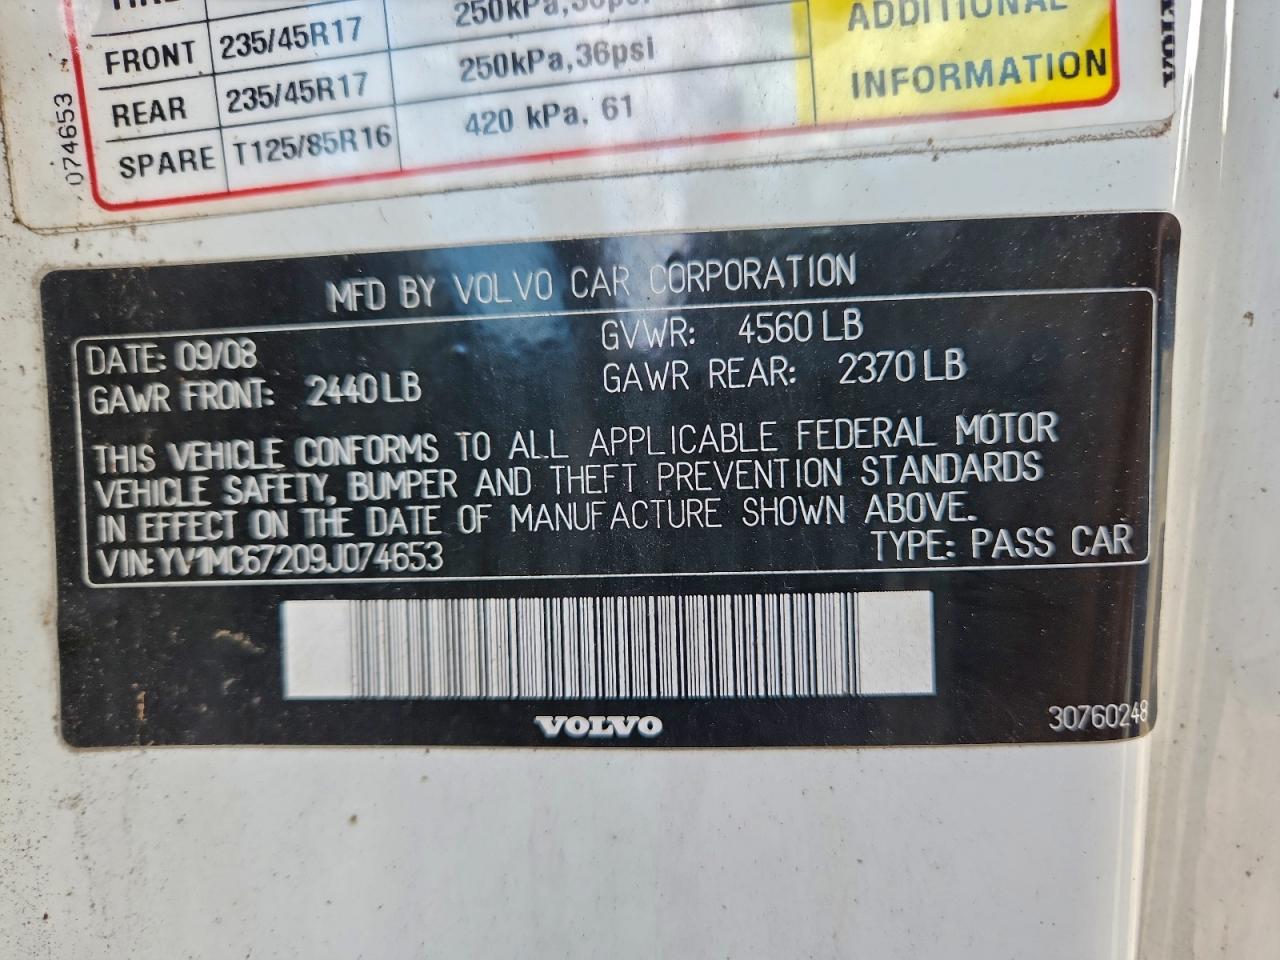 FRONT 235/45R17 250kPa,36psi
REAR 235/45R17 250kPa,36psi
SPARE T125/85R16 420 kPa, 61
ADDITIONAL
INFORMATION
074653
MFD BY VOLVO CAR CORPORATION
DATE: 09/08 GVWR: 4560 LB
GAWR FRONT: 2440 LB GAWR REAR: 2370 LB
THIS VEHICLE CONFORMS TO ALL APPLICABLE FEDERAL MOTOR
VEHICLE SAFETY, BUMPER AND THEFT PREVENTION STANDARDS
IN EFFECT ON THE DATE OF MANUFACTURE SHOWN ABOVE.
VIN: YV1MC67209J074653 TYPE: PASS CAR
VOLVO
30760248